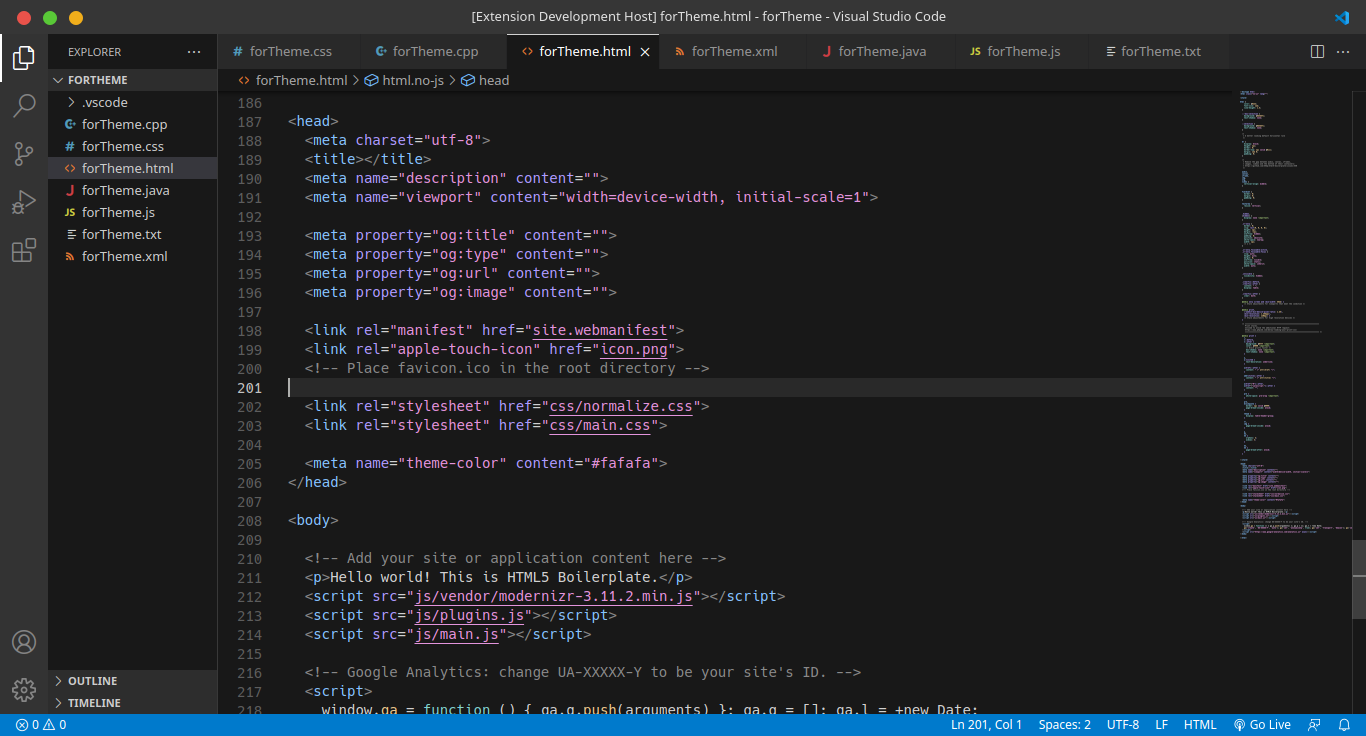 [Extension Development Host] forTheme.html - forTheme - Visual Studio Code
EXPLORER
FORTHEME
.vscode
forTheme.cpp
# forTheme.css
<> forTheme.html
J forTheme.java
JS forTheme.js
forTheme.txt
forTheme.xml
OUTLINE
TIMELINE
# forTheme.css
forTheme.cpp
<> forTheme.html
forTheme.xml
J forTheme.java
JS forTheme.js
forTheme.txt
<> forTheme.html > html.no-js > head
186
187 <head>
188 <meta charset="utf-8">
189 <title></title>
190 <meta name="description" content="">
191 <meta name="viewport" content="width=device-width, initial-scale=1">
192
193 <meta property="og:title" content="">
194 <meta property="og:type" content="">
195 <meta property="og:url" content="">
196 <meta property="og:image" content="">
197
198 <link rel="manifest" href="site.webmanifest">
199 <link rel="apple-touch-icon" href="icon.png">
200 <!-- Place favicon.ico in the root directory -->
201
202 <link rel="stylesheet" href="css/normalize.css">
203 <link rel="stylesheet" href="css/main.css">
204
205 <meta name="theme-color" content="#fafafa">
206 </head>
207
208 <body>
209
210 <!-- Add your site or application content here -->
211 <p>Hello world! This is HTML5 Boilerplate.</p>
212 <script src="js/vendor/modernizr-3.11.2.min.js"></script>
213 <script src="js/plugins.js"></script>
214 <script src="js/main.js"></script>
215
216 <!-- Google Analytics: change UA-XXXXX-Y to be your site's ID. -->
217 <script>
218 window.ga = function () { ga.q.push(arguments) }; ga.q = []; ga.l = +new Date;
0 0
Ln 201, Col 1 Spaces: 2 UTF-8 LF HTML Go Live